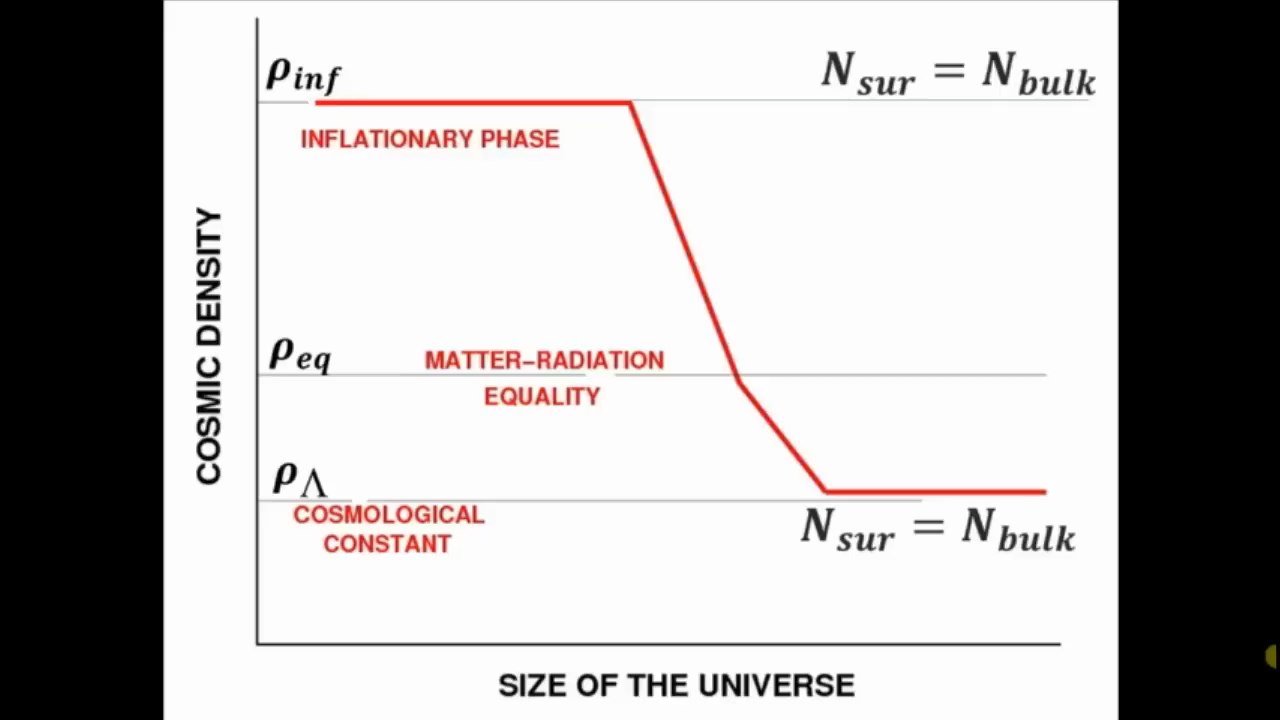 ρinf
Nsur = Nbulk
INFLATIONARY PHASE
COSMIC DENSITY
ρeq
MATTER–RADIATION
EQUALITY
ρΛ
COSMOLOGICAL
CONSTANT
Nsur = Nbulk
SIZE OF THE UNIVERSE